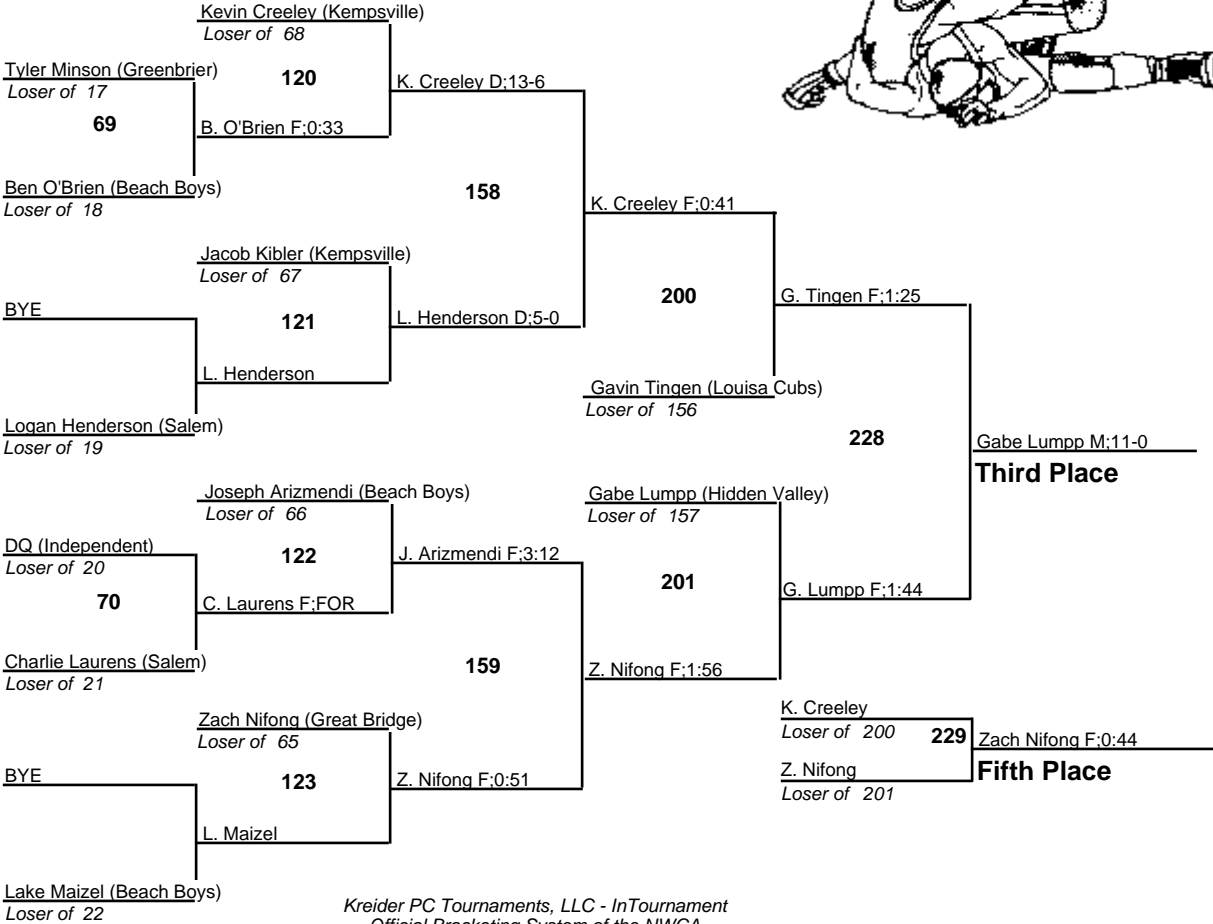 Kevin Creeley (Kempsville)
Loser of 68
Tyler Minson (Greenbrier)
Loser of 17
120
K. Creeley D;13-6
69
B. O'Brien F;0:33
Ben O'Brien (Beach Boys)
Loser of 18
158
K. Creeley F;0:41
Jacob Kibler (Kempsville)
Loser of 67
BYE
121
L. Henderson D;5-0
200
G. Tingen F;1:25
L. Henderson
Gavin Tingen (Louisa Cubs)
Loser of 156
Logan Henderson (Salem)
Loser of 19
228
Gabe Lumpp M;11-0
Third Place
Joseph Arizmendi (Beach Boys)
Loser of 66
Gabe Lumpp (Hidden Valley)
Loser of 157
DQ (Independent)
Loser of 20
122
J. Arizmendi F;3:12
70
C. Laurens F;FOR
201
G. Lumpp F;1:44
Charlie Laurens (Salem)
Loser of 21
159
Z. Nifong F;1:56
Zach Nifong (Great Bridge)
Loser of 65
K. Creeley
Loser of 200
229
Zach Nifong F;0:44
Fifth Place
BYE
123
Z. Nifong F;0:51
Z. Nifong
Loser of 201
L. Maizel
Lake Maizel (Beach Boys)
Loser of 22
Kreider PC Tournaments, LLC - InTournament
Official Bracketing System of the NWCA